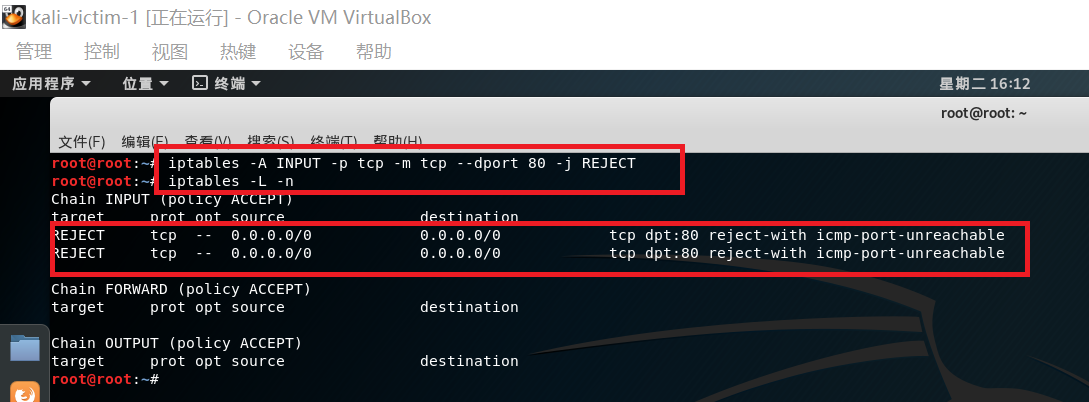 64
kali-victim-1 [正在运行] - Oracle VM VirtualBox
管理 控制 视图 热键 设备 帮助
应用程序 位置 终端 星期二 16:12
root@root: ~
文件(F) 编辑(E) 查看(V) 搜索(S) 终端(T) 帮助(H)
root@root:~# iptables -A INPUT -p tcp -m tcp --dport 80 -j REJECT
root@root:~# iptables -L -n
Chain INPUT (policy ACCEPT)
target prot opt source destination
REJECT tcp -- 0.0.0.0/0 0.0.0.0/0 tcp dpt:80 reject-with icmp-port-unreachable
REJECT tcp -- 0.0.0.0/0 0.0.0.0/0 tcp dpt:80 reject-with icmp-port-unreachable
Chain FORWARD (policy ACCEPT)
target prot opt source destination
Chain OUTPUT (policy ACCEPT)
target prot opt source destination
root@root:~#